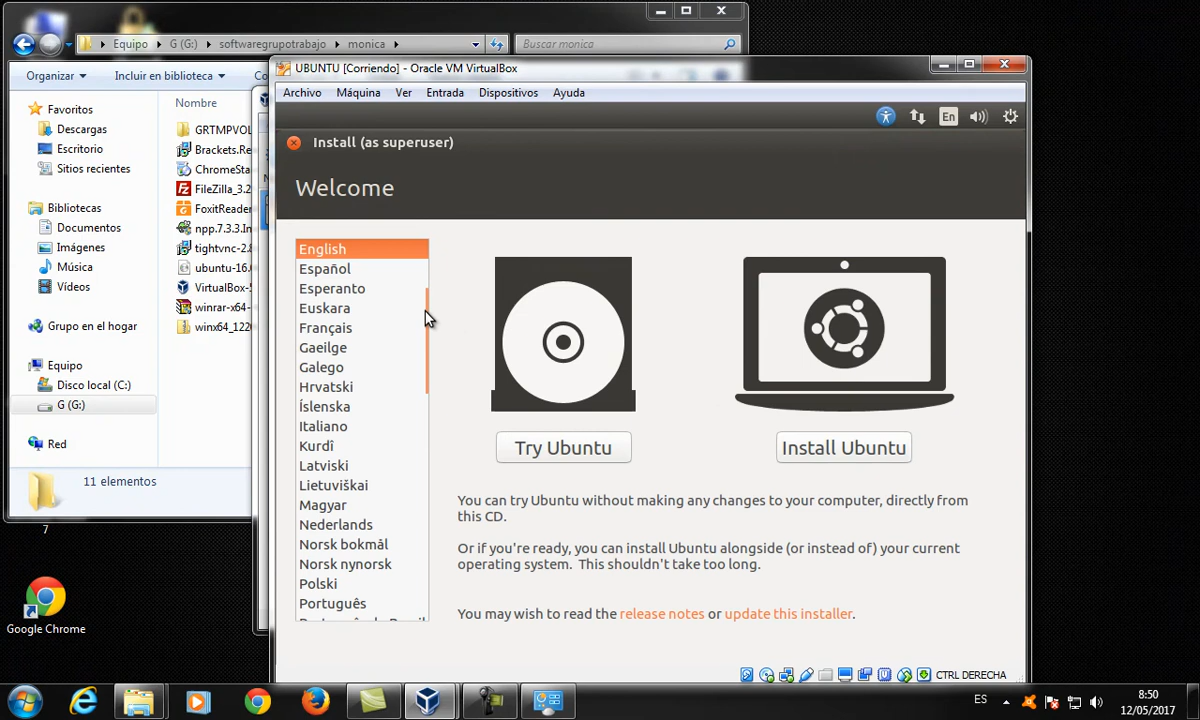 Equipo
G (G:)
softwaregrupotrabajo
monica
Buscar monica
Organizar
Incluir en biblioteca
Nombre
Favoritos
Descargas
Escritorio
Sitios recientes
Bibliotecas
Documentos
Imágenes
Música
Vídeos
Grupo en el hogar
Equipo
Disco local (C:)
G (G:)
Red
11 elementos
GRTMPVOL
Brackets.Re
ChromeSta
FileZilla_3.2
FoxitReader
npp.7.3.3.In
tightvnc-2.8
ubuntu-16.0
VirtualBox-5
winrar-x64-
winx64_122
UBUNTU [Corriendo] - Oracle VM VirtualBox
Archivo Máquina Ver Entrada Dispositivos Ayuda
En
Install (as superuser)
Welcome
English
Español
Esperanto
Euskara
Français
Gaeilge
Galego
Hrvatski
Íslenska
Italiano
Kurdî
Latviski
Lietuviškai
Magyar
Nederlands
Norsk bokmål
Norsk nynorsk
Polski
Português
Try Ubuntu
Install Ubuntu
You can try Ubuntu without making any changes to your computer, directly from
this CD.
Or if you're ready, you can install Ubuntu alongside (or instead of) your current
operating system. This shouldn't take too long.
You may wish to read the release notes or update this installer.
CTRL DERECHA
7
Google Chrome
ES
8:50
12/05/2017